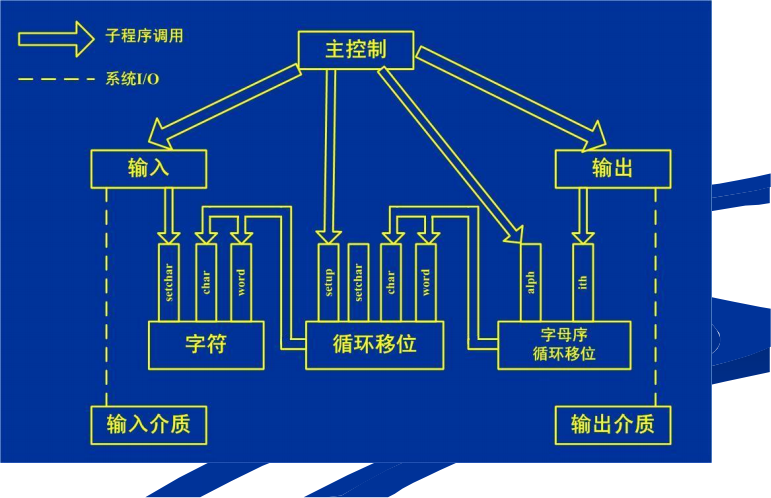 子程序调用
系统I/O
主控制
输入
输出
setchar
char
word
setup
setchar
char
word
alph
ith
字符
循环移位
字母序
循环移位
输入介质
输出介质